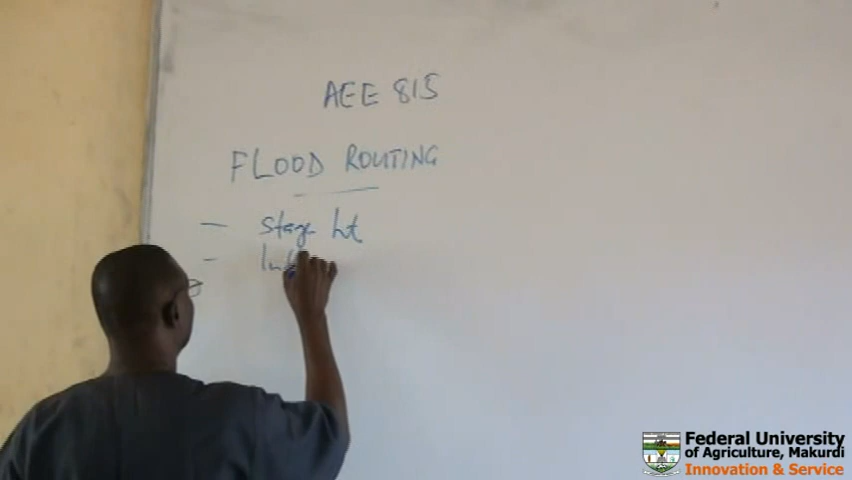 AEE 815
FLOOD ROUTING
- Stage ht
-
Federal University
of Agriculture, Makurdi
Innovation & Service